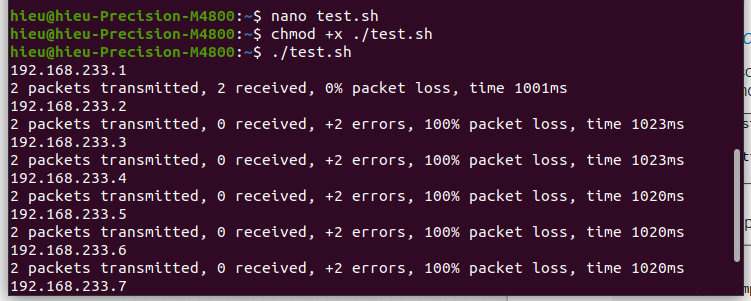 hieu@hieu-Precision-M4800:~$ nano test.sh
hieu@hieu-Precision-M4800:~$ chmod +x ./test.sh
hieu@hieu-Precision-M4800:~$ ./test.sh
192.168.233.1
2 packets transmitted, 2 received, 0% packet loss, time 1001ms
192.168.233.2
2 packets transmitted, 0 received, +2 errors, 100% packet loss, time 1023ms
192.168.233.3
2 packets transmitted, 0 received, +2 errors, 100% packet loss, time 1023ms
192.168.233.4
2 packets transmitted, 0 received, +2 errors, 100% packet loss, time 1020ms
192.168.233.5
2 packets transmitted, 0 received, +2 errors, 100% packet loss, time 1020ms
192.168.233.6
2 packets transmitted, 0 received, +2 errors, 100% packet loss, time 1020ms
192.168.233.7